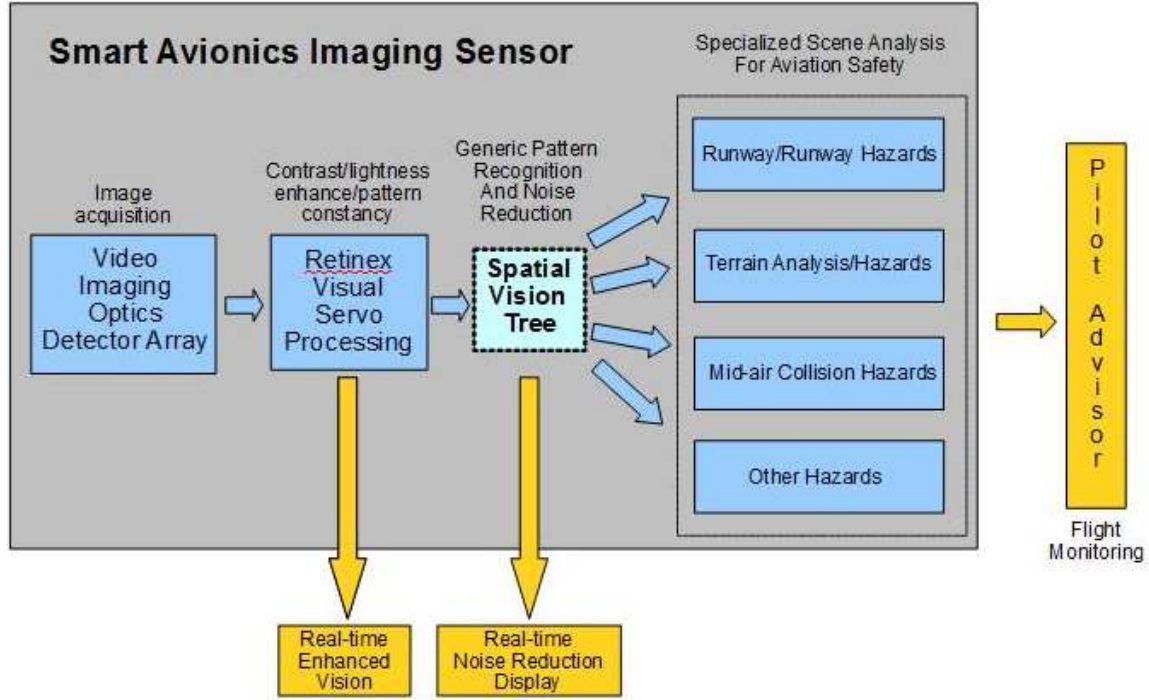 Smart Avionics Imaging Sensor
Specialized Scene Analysis
For Aviation Safety
Image
acquisition
Video
Imaging
Optics
Detector Array
Contrast/lightness
enhance/pattern
constancy
Retinex
Visual
Servo
Processing
Generic Pattern
Recognition
And Noise
Reduction
Spatial
Vision
Tree
Runway/Runway Hazards
Terrain Analysis/Hazards
Mid-air Collision Hazards
Other Hazards
Pilot Advisor
Flight
Monitoring
Real-time
Enhanced
Vision
Real-time
Noise Reduction
Display